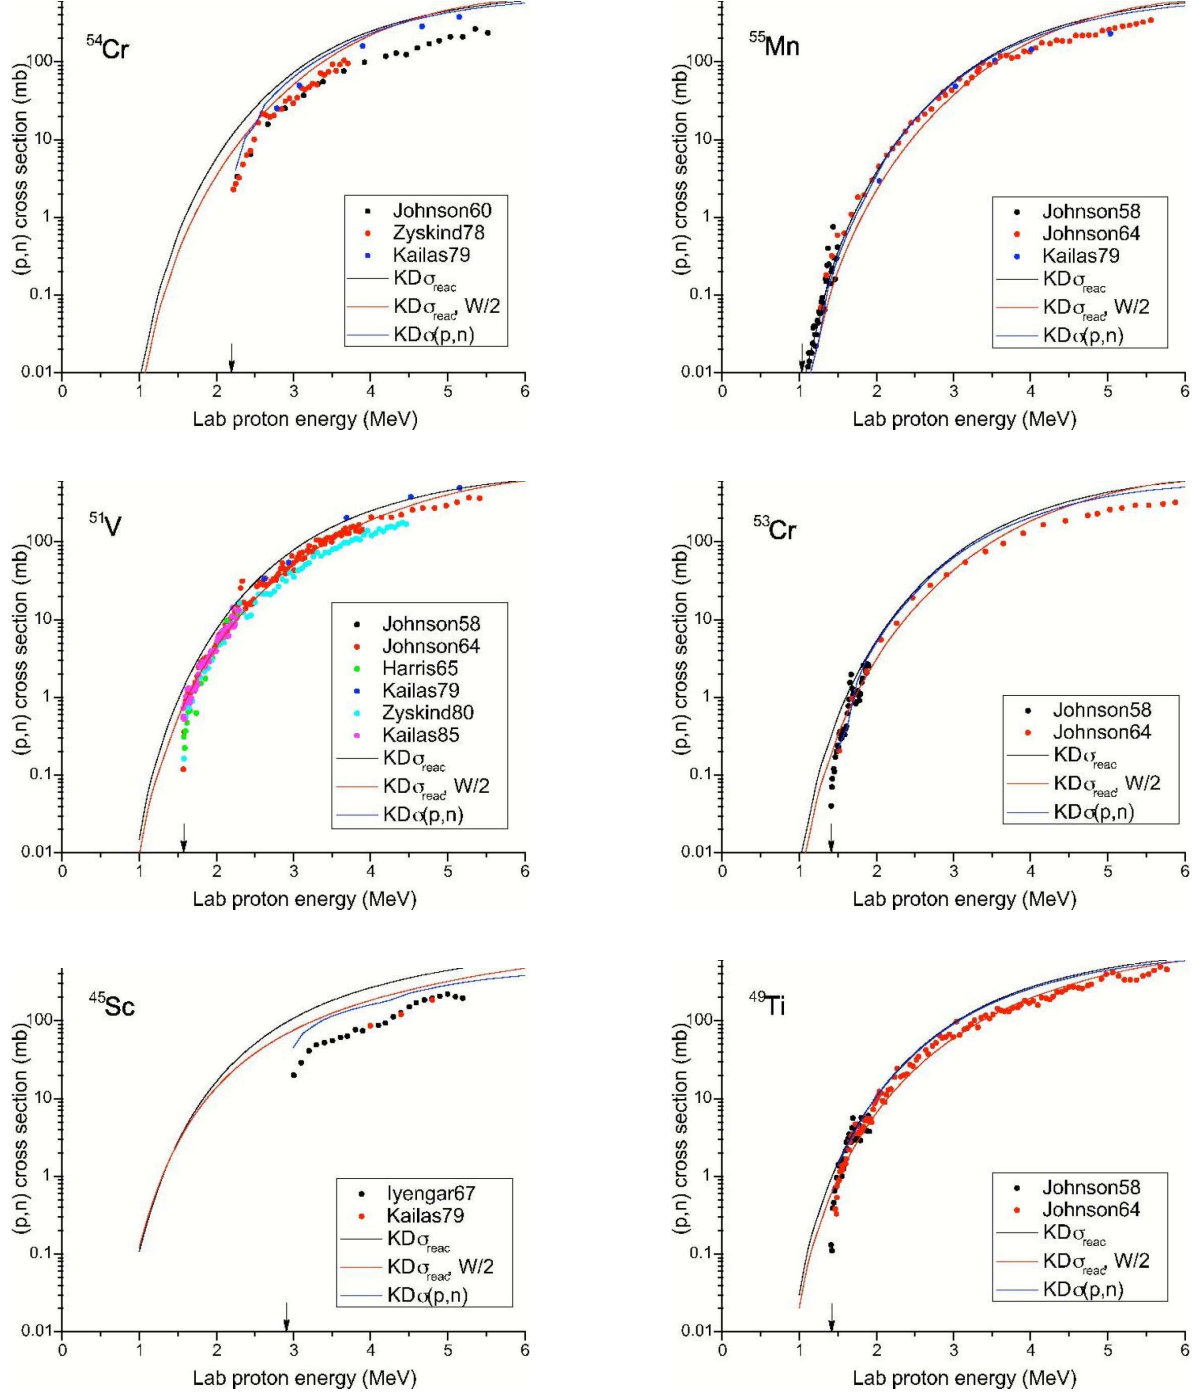 54Cr
(p,n) cross section (mb)
100
10
1
0.1
0.01
Johnson60
Zyskind78
Kailas79
KDσreac
KDσreac, W/2
KDσ(p,n)
0 1 2 3 4 5 6
Lab proton energy (MeV)
55Mn
(p,n) cross section (mb)
100
10
1
0.1
0.01
Johnson58
Johnson64
Kailas79
KDσreac
KDσreac, W/2
KDσ(p,n)
0 1 2 3 4 5 6
Lab proton energy (MeV)
51V
(p,n) cross section (mb)
100
10
1
0.1
0.01
Johnson58
Johnson64
Harris65
Kailas79
Zyskind80
Kailas85
KDσreac
KDσreac, W/2
KDσ(p,n)
0 1 2 3 4 5 6
Lab proton energy (MeV)
53Cr
(p,n) cross section (mb)
100
10
1
0.1
0.01
Johnson58
Johnson64
KDσreac
KDσreac, W/2
KDσ(p,n)
0 1 2 3 4 5 6
Lab proton energy (MeV)
45Sc
(p,n) cross section (mb)
100
10
1
0.1
0.01
Iyengar67
Kailas79
KDσreac
KDσreac, W/2
KDσ(p,n)
0 1 2 3 4 5 6
Lab proton energy (MeV)
49Ti
(p,n) cross section (mb)
100
10
1
0.1
0.01
Johnson58
Johnson64
KDσreac
KDσreac, W/2
KDσ(p,n)
0 1 2 3 4 5 6
Lab proton energy (MeV)